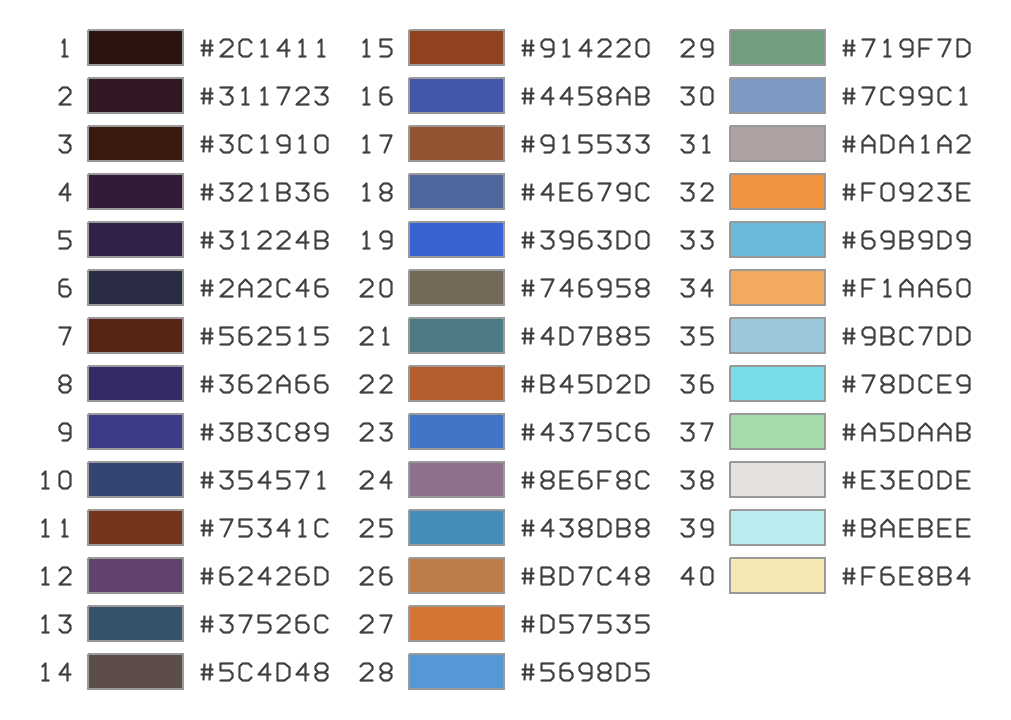 1 #2C1411
2 #311723
3 #3C1910
4 #321B36
5 #31224B
6 #2A2C46
7 #562515
8 #362A66
9 #3B3C89
10 #354571
11 #75341C
12 #62426D
13 #37526C
14 #5C4D48
15 #914220
16 #4458AB
17 #915533
18 #4E679C
19 #3963D0
20 #746958
21 #4D7B85
22 #B45D2D
23 #4375C6
24 #8E6F8C
25 #438DB8
26 #BD7C48
27 #D57535
28 #5698D5
29 #719F7D
30 #7C99C1
31 #ADA1A2
32 #F0923E
33 #69B9D9
34 #F1AA60
35 #9BC7DD
36 #78DCE9
37 #A5DAAB
38 #E3E0DE
39 #BAEBEE
40 #F6E8B4